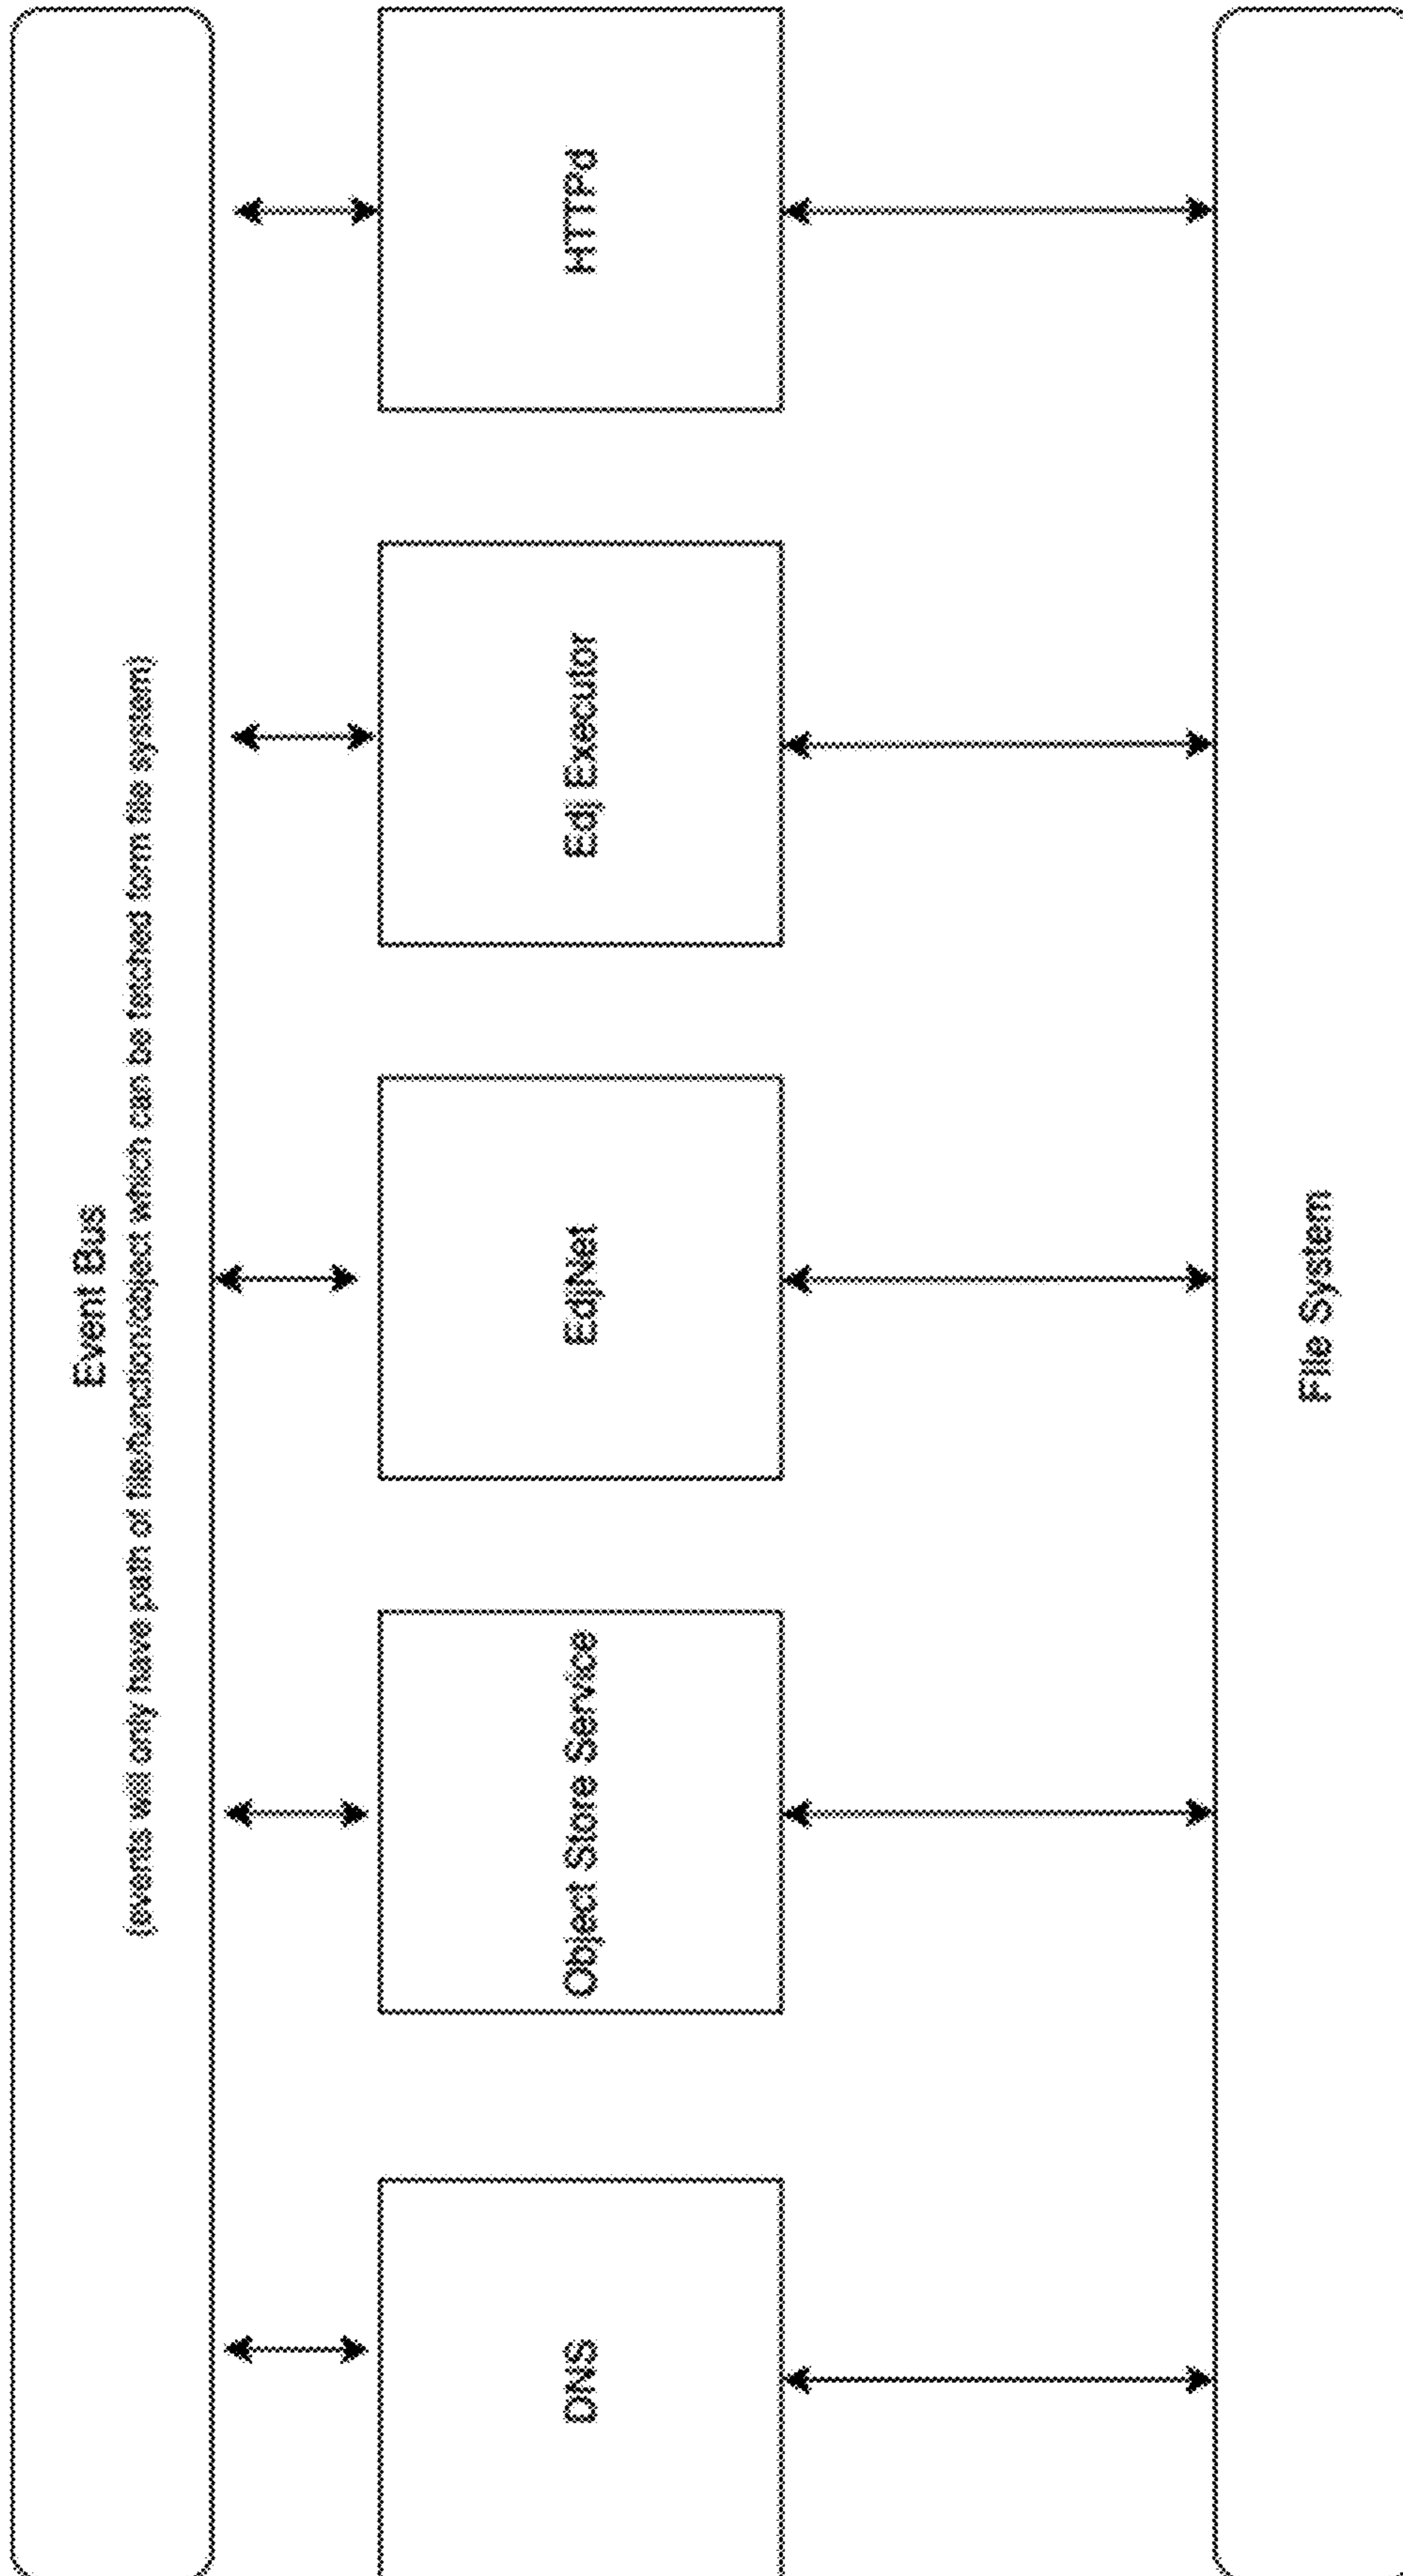 Event Bus
(events will only have path of file/function/object which can be fetched form file system)
DNS
Object Store Service
EdjNet
Edj Executor
HTTPd
File System